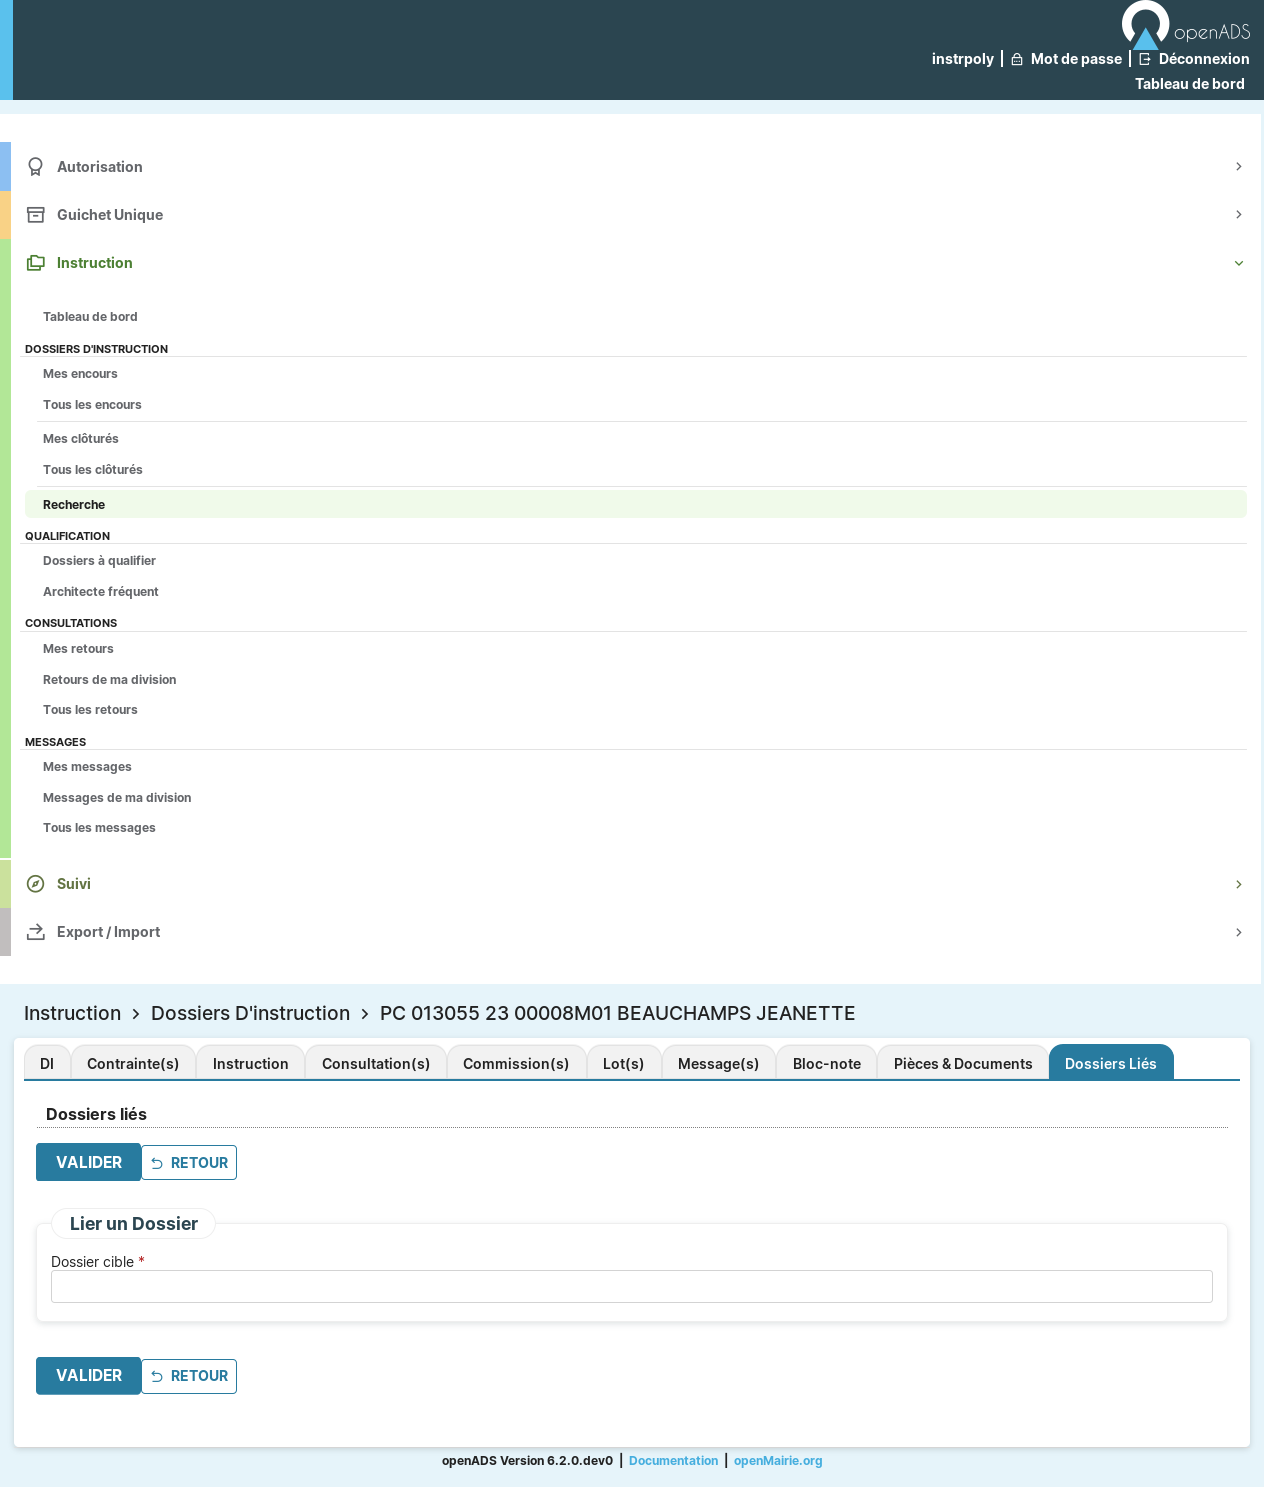 openADS
instrpoly | Mot de passe | Déconnexion
Tableau de bord
Autorisation
Guichet Unique
Instruction
Tableau de bord
DOSSIERS D'INSTRUCTION
Mes encours
Tous les encours
Mes clôturés
Tous les clôturés
Recherche
QUALIFICATION
Dossiers à qualifier
Architecte fréquent
CONSULTATIONS
Mes retours
Retours de ma division
Tous les retours
MESSAGES
Mes messages
Messages de ma division
Tous les messages
Suivi
Export / Import
Instruction > Dossiers D'instruction > PC 013055 23 00008M01 BEAUCHAMPS JEANETTE
DI Contrainte(s) Instruction Consultation(s) Commission(s) Lot(s) Message(s) Bloc-note Pièces & Documents Dossiers Liés
Dossiers liés
VALIDER RETOUR
Lier un Dossier
Dossier cible *
VALIDER RETOUR
openADS Version 6.2.0.dev0 | Documentation | openMairie.org